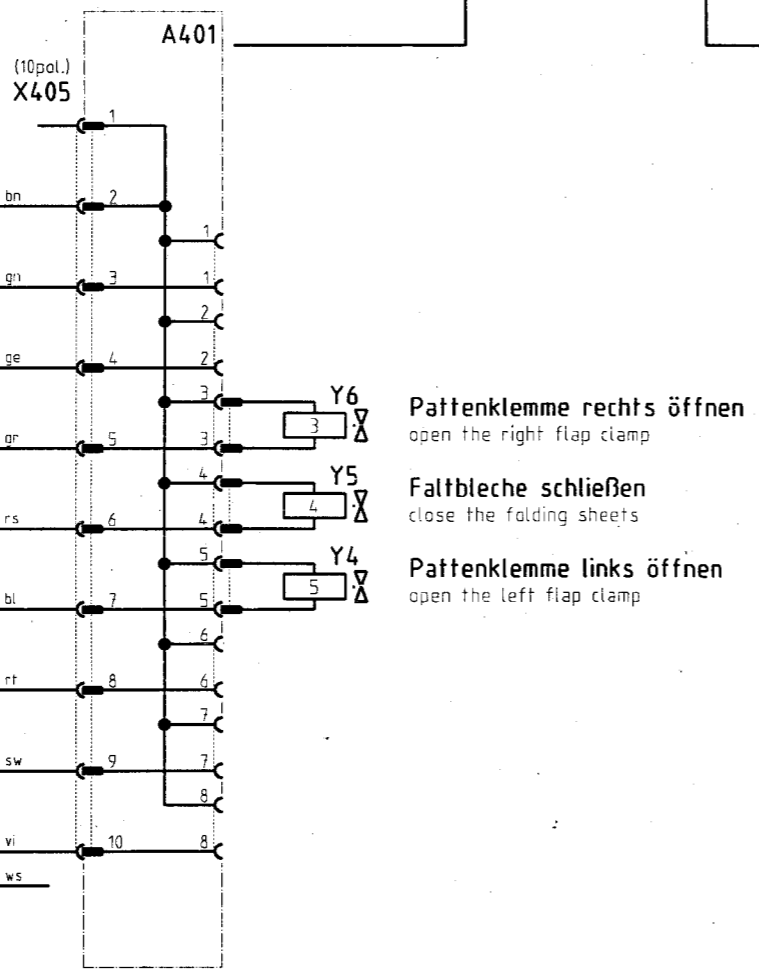 A401
(10pol.)
X405
1
bn 2
1
gn 3 1
2
ge 4 2
3 Y6
3 Pattenklemme rechts öffnen
open the right flap clamp
gr 5 3
4 Y5
4 Faltbleche schließen
close the folding sheets
rs 6 4
5 Y4
5 Pattenklemme links öffnen
open the left flap clamp
bl 7 5
6
rt 8 6
7
sw 9 7
8
vi 10 8
ws